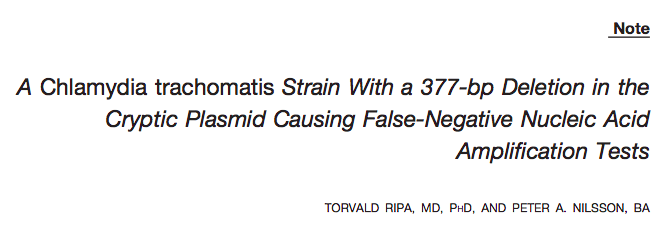 Note
A Chlamydia trachomatis Strain With a 377-bp Deletion in the
Cryptic Plasmid Causing False-Negative Nucleic Acid
Amplification Tests
TORVALD RIPA, MD, PHD, AND PETER A. NILSSON, BA